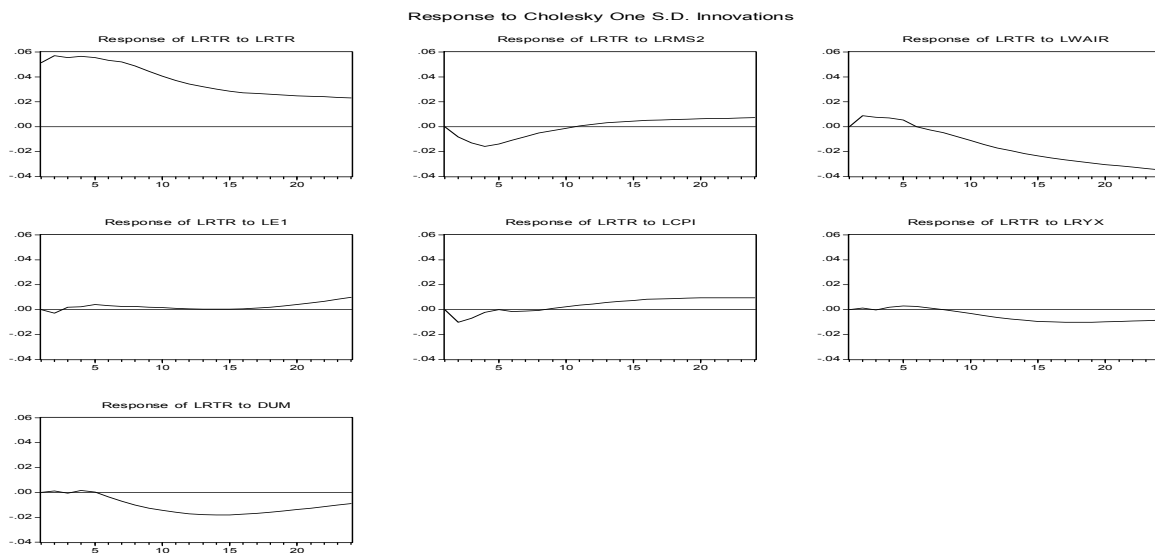 Response to Cholesky One S.D. Innovations
Response of LRTR to LRTR
.06
.04
.02
.00
-.02
-.04
5 10 15 20
Response of LRTR to LRMS2
.06
.04
.02
.00
-.02
-.04
5 10 15 20
Response of LRTR to LWAIR
.06
.04
.02
.00
-.02
-.04
5 10 15 20
Response of LRTR to LE1
.06
.04
.02
.00
-.02
-.04
5 10 15 20
Response of LRTR to LCPI
.06
.04
.02
.00
-.02
-.04
5 10 15 20
Response of LRTR to LRYX
.06
.04
.02
.00
-.02
-.04
5 10 15 20
Response of LRTR to DUM
.06
.04
.02
.00
-.02
-.04
5 10 15 20